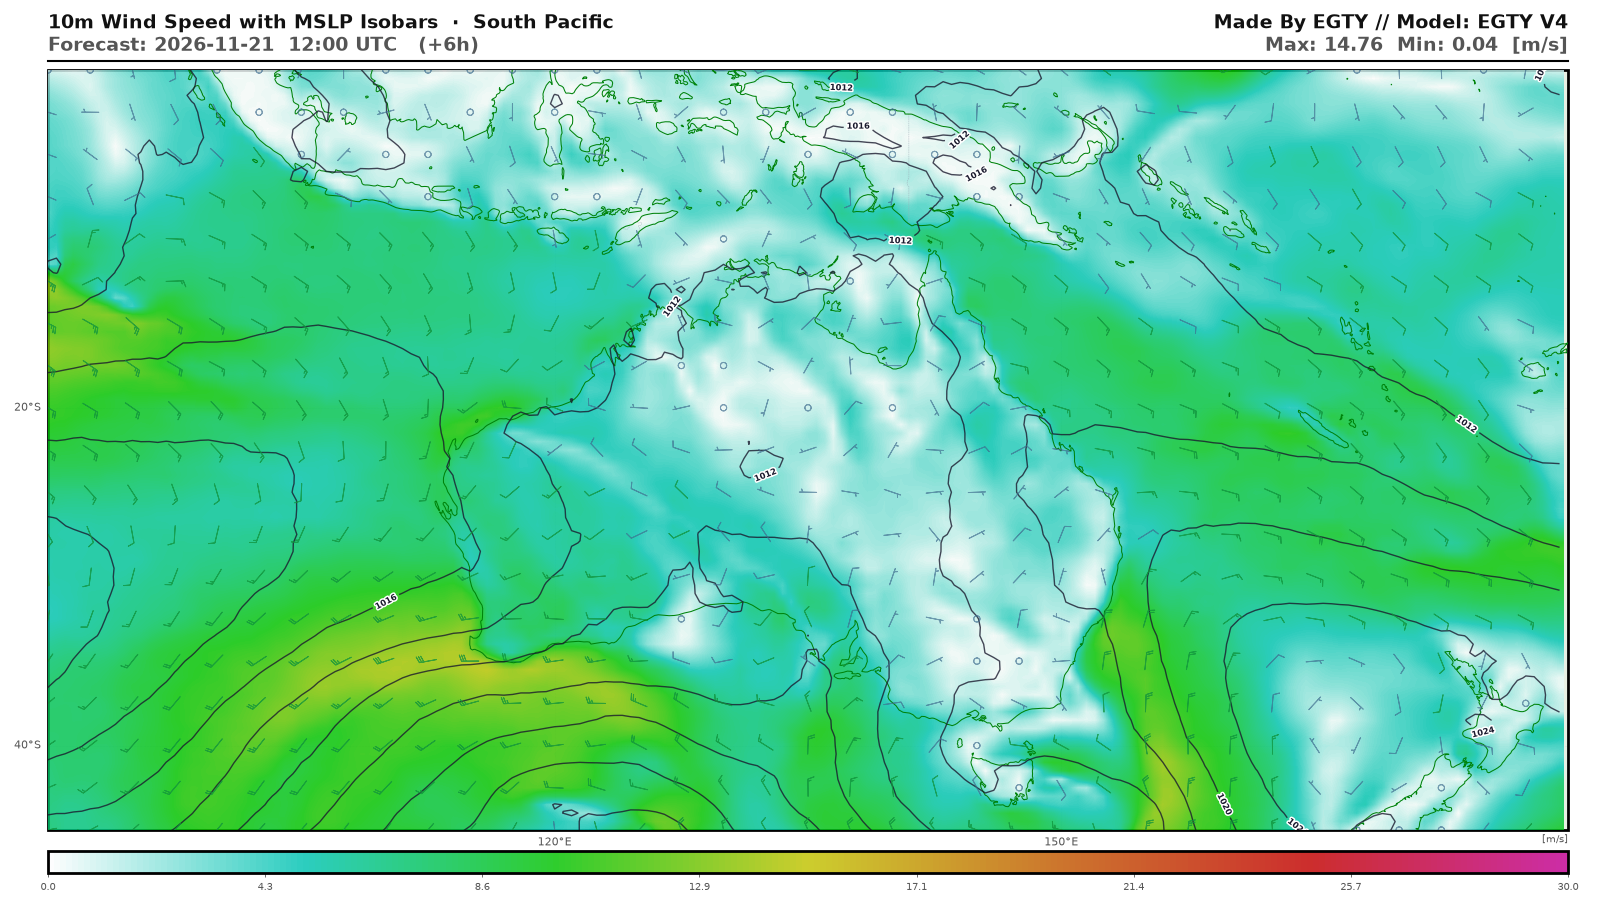 10m Wind Speed with MSLP Isobars · South Pacific
Made By EGTY // Model: EGTY V4
Forecast: 2026-11-21 12:00 UTC (+6h)
Max: 14.76 Min: 0.04 [m/s]
10
1012
1016
1012
1016
1012
1012
20°S
1012
1012
1016
1024
40°S
1020
102
120°E
150°E
[m/s]
0.0
4.3
8.6
12.9
17.1
21.4
25.7
30.0